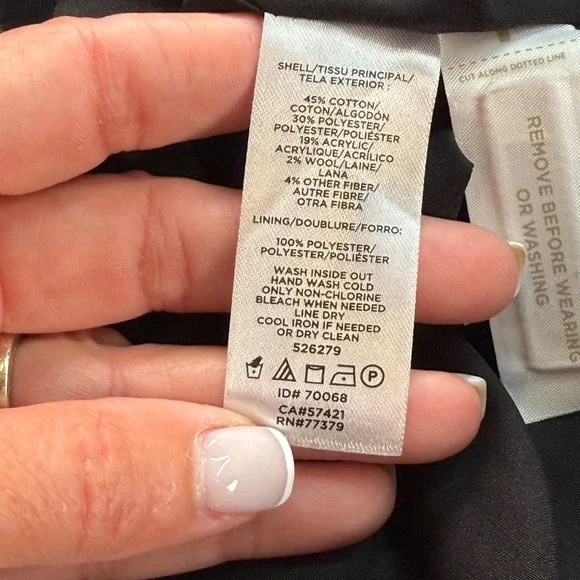 SHELL/TISSU PRINCIPAL/
TELA EXTERIOR :
45% COTTON/
COTON/ALGODÓN
30% POLYESTER/
POLYESTER/POLIÉSTER
19% ACRYLIC/
ACRYLIQUE/ACRÍLICO
2% WOOL/LAINE/
LANA
4% OTHER FIBER/
AUTRE FIBRE/
OTRA FIBRA
LINING/DOUBLURE/FORRO:
100% POLYESTER/
POLYESTER/POLIÉSTER
WASH INSIDE OUT
HAND WASH COLD
ONLY NON-CHLORINE
BLEACH WHEN NEEDED
LINE DRY
COOL IRON IF NEEDED
OR DRY CLEAN
526279
P
ID# 70068
CA#57421
RN#77379
CUT ALONG DOTTED LINE
REMOVE BEFORE WEARING
OR WASHING